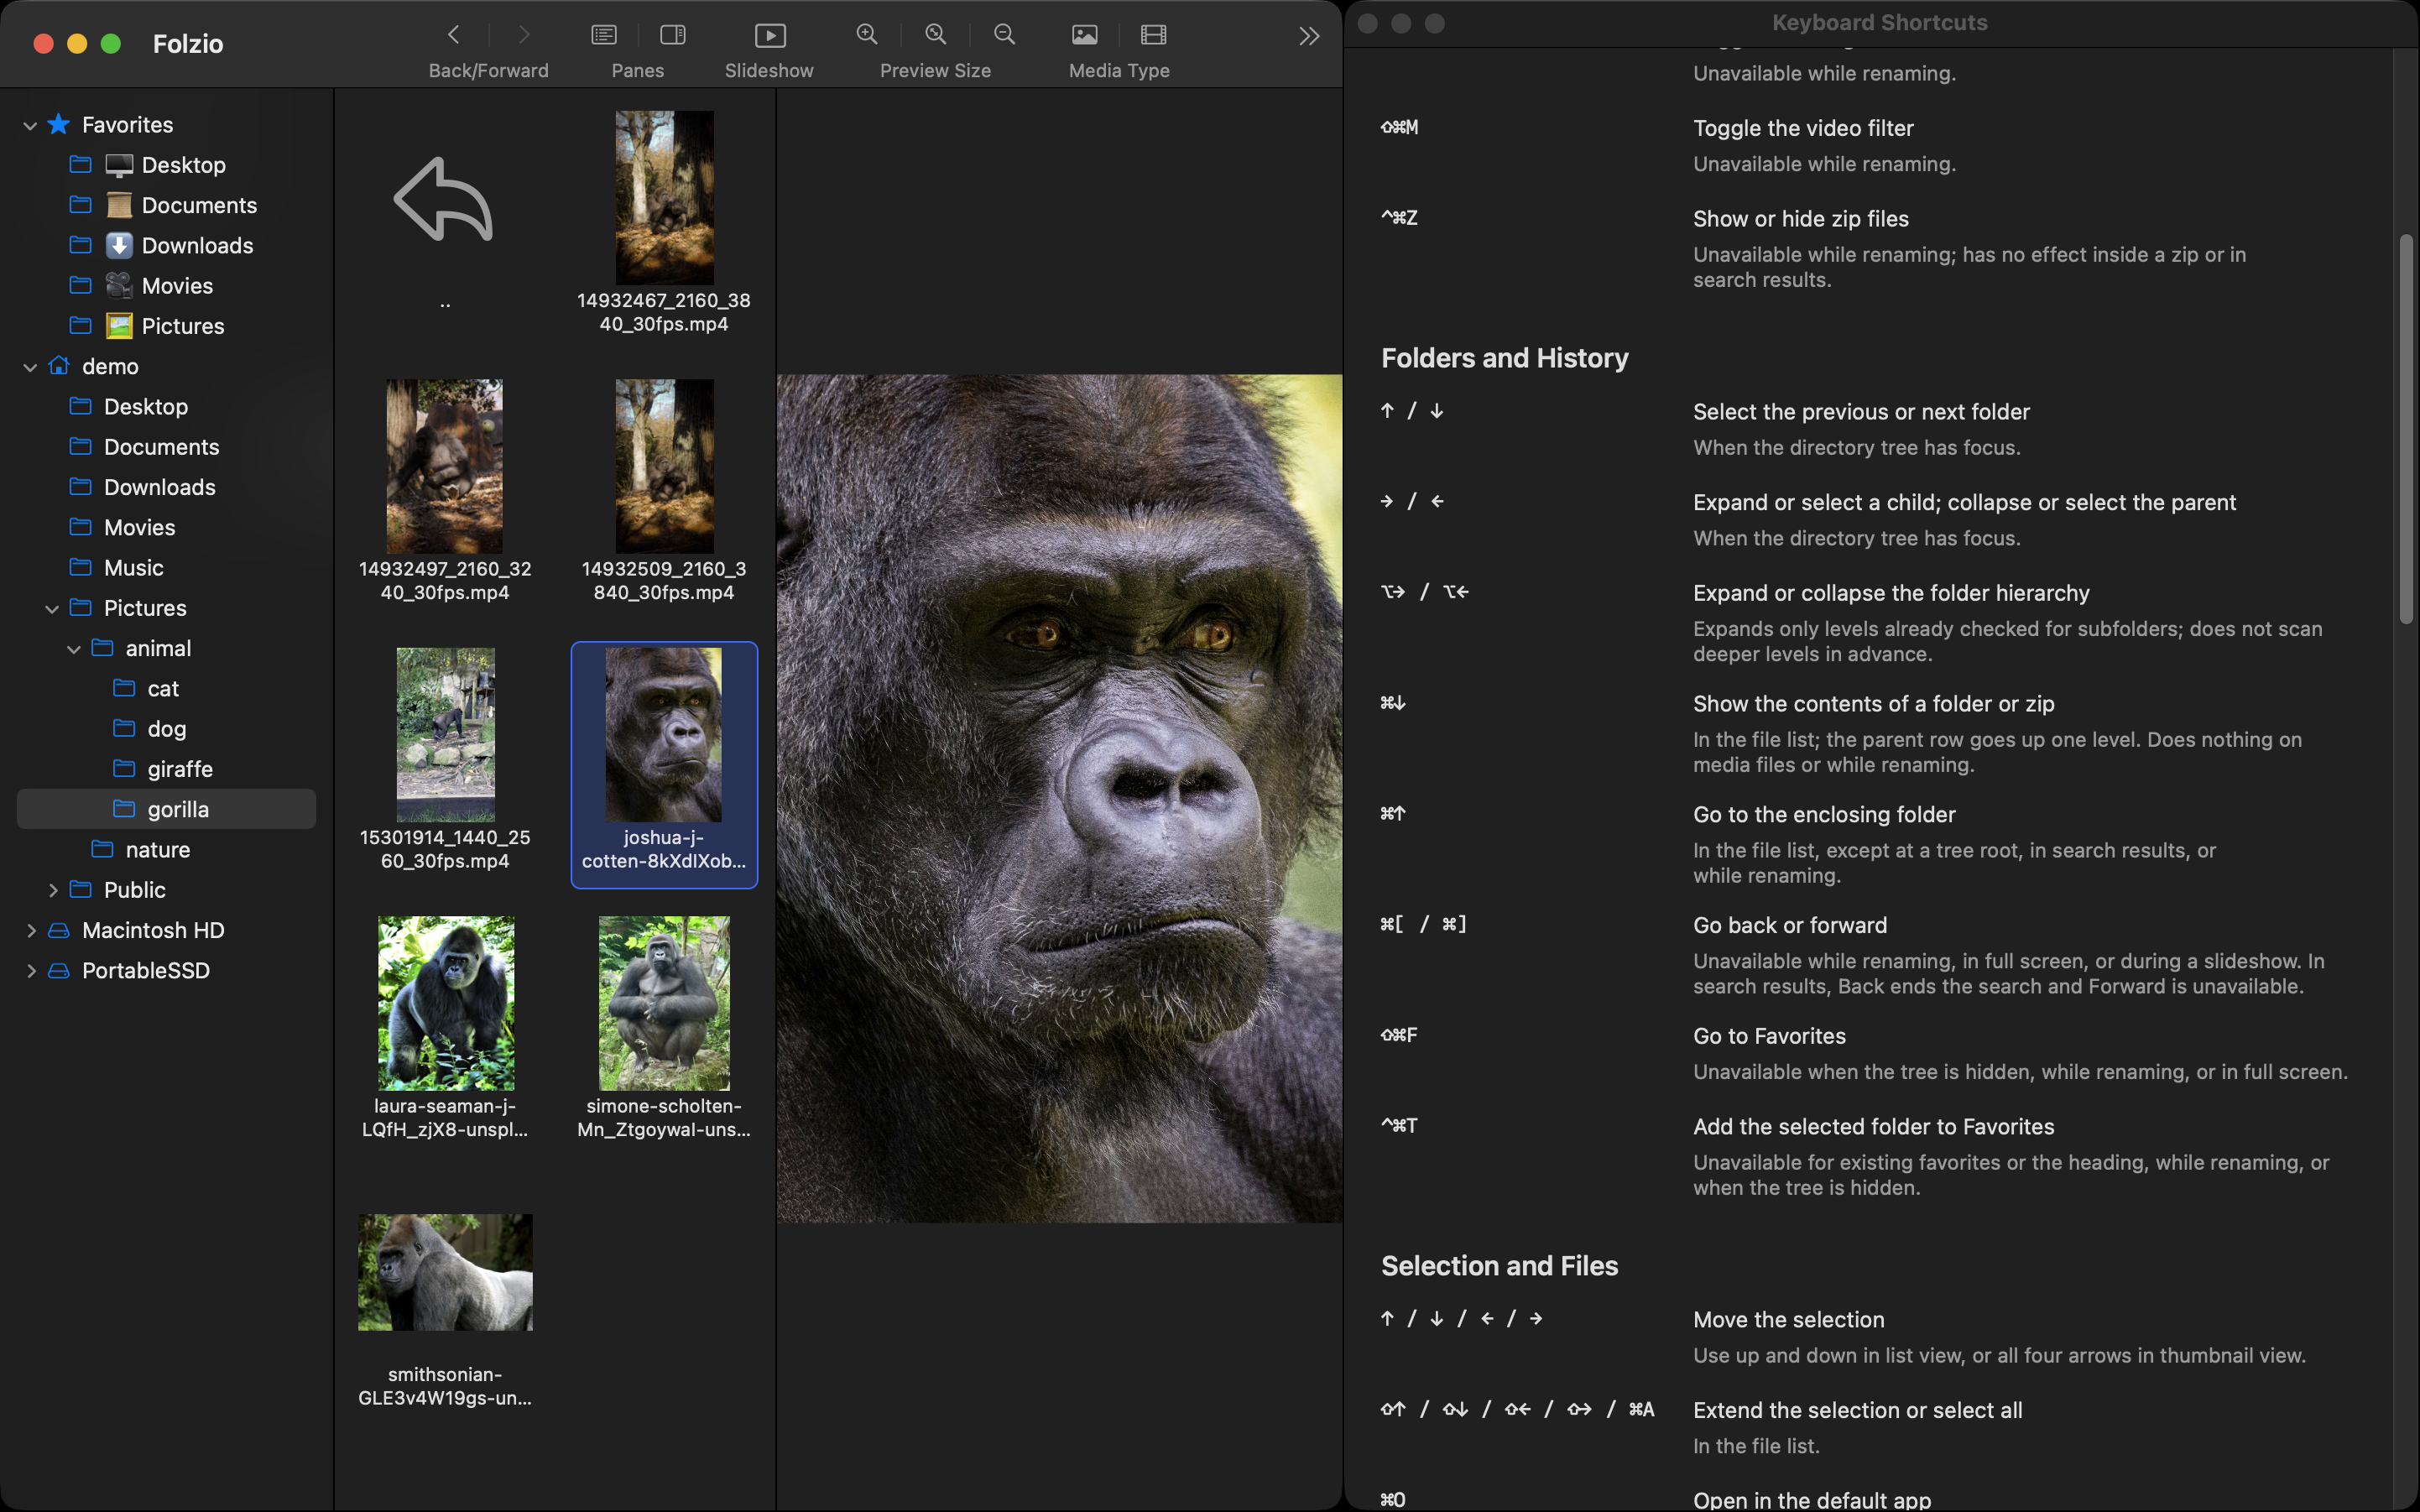 Folzio
Back/Forward
Panes
Slideshow
Preview Size
Media Type
Favorites
Desktop
Documents
Downloads
Movies
Pictures
demo
Desktop
Documents
Downloads
Movies
Music
Pictures
animal
cat
dog
giraffe
gorilla
nature
Public
Macintosh HD
PortableSSD
..
14932467_2160_38
40_30fps.mp4
14932497_2160_32
40_30fps.mp4
14932509_2160_3
840_30fps.mp4
15301914_1440_25
60_30fps.mp4
joshua-j-
cotten-8kXdIXob...
laura-seaman-j-
LQfH_zjX8-unspl...
simone-scholten-
Mn_Ztgoywal-uns...
smithsonian-
GLE3v4W19gs-un...
Keyboard Shortcuts
Unavailable while renaming.
⇧⌘M Toggle the video filter
Unavailable while renaming.
^⌘Z Show or hide zip files
Unavailable while renaming; has no effect inside a zip or in
search results.
Folders and History
↑ / ↓ Select the previous or next folder
When the directory tree has focus.
→ / ← Expand or select a child; collapse or select the parent
When the directory tree has focus.
⌥→ / ⌥← Expand or collapse the folder hierarchy
Expands only levels already checked for subfolders; does not scan
deeper levels in advance.
⌘↓ Show the contents of a folder or zip
In the file list; the parent row goes up one level. Does nothing on
media files or while renaming.
⌘↑ Go to the enclosing folder
In the file list, except at a tree root, in search results, or
while renaming.
⌘[ / ⌘] Go back or forward
Unavailable while renaming, in full screen, or during a slideshow. In
search results, Back ends the search and Forward is unavailable.
⇧⌘F Go to Favorites
Unavailable when the tree is hidden, while renaming, or in full screen.
^⌘T Add the selected folder to Favorites
Unavailable for existing favorites or the heading, while renaming, or
when the tree is hidden.
Selection and Files
↑ / ↓ / ← / → Move the selection
Use up and down in list view, or all four arrows in thumbnail view.
⇧↑ / ⇧↓ / ⇧← / ⇧→ / ⌘A Extend the selection or select all
In the file list.
⌘O Open in the default app